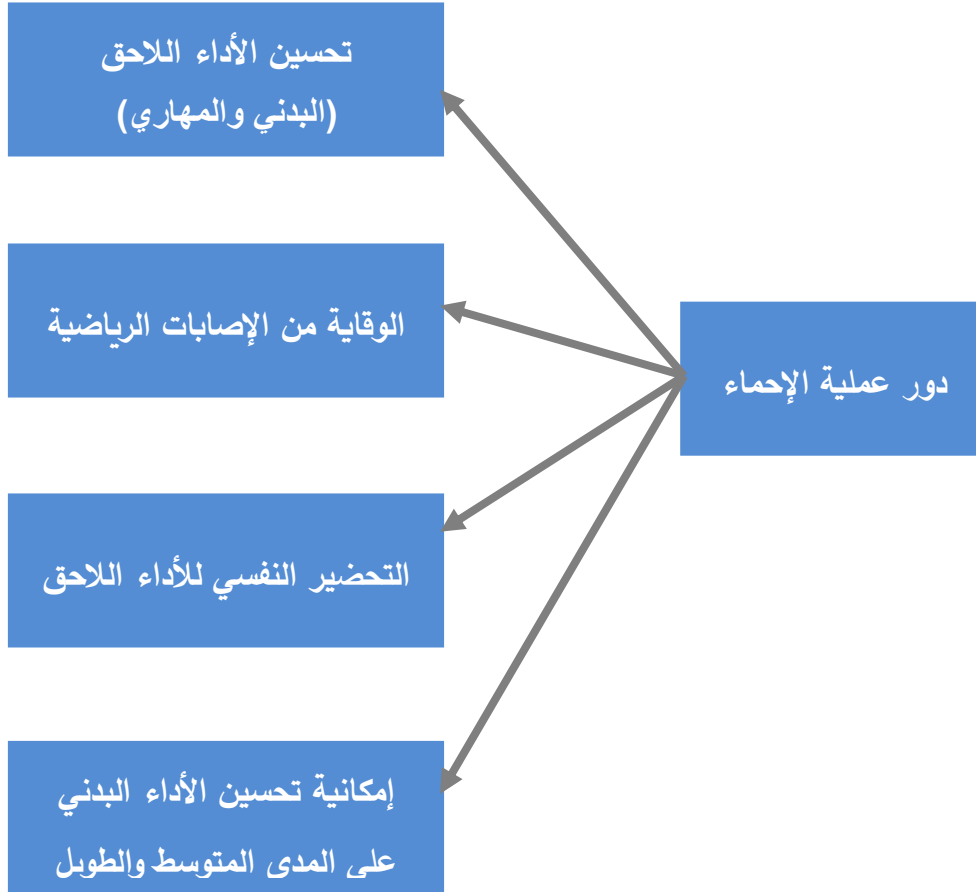 دور عملية الإحماء
تحسين الأداء اللاحق
(البدني والمهاري)
الوقاية من الإصابات الرياضية
التحضير النفسي للأداء اللاحق
إمكانية تحسين الأداء البدني
على المدى المتوسط والطويل